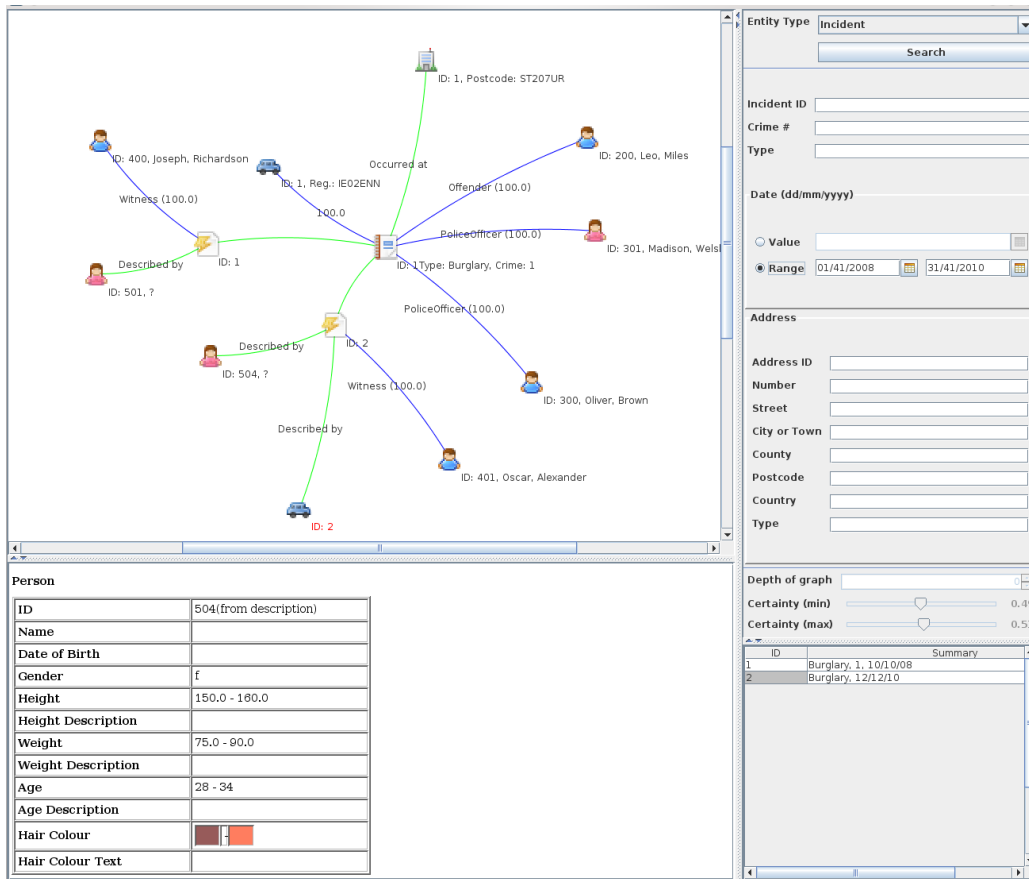 ID: 1, Postcode: ST207UR
ID: 400, Joseph, Richardson
Occurred at
ID: 200, Leo, Miles
ID: 1, Reg.: IE02ENN
Offender (100.0)
Witness (100.0)
100.0
PoliceOfficer (100.0)
ID: 301, Madison, Wels
Described by
ID: 1
ID: 1Type: Burglary, Crime: 1
ID: 501, ?
PoliceOfficer (100.0)
Described by
ID: 2
ID: 504, ?
Witness (100.0)
ID: 300, Oliver, Brown
Described by
ID: 401, Oscar, Alexander
ID: 2
Person
ID 504(from description)
Name
Date of Birth
Gender f
Height 150.0 - 160.0
Height Description
Weight 75.0 - 90.0
Weight Description
Age 28 - 34
Age Description
Hair Colour -
Hair Colour Text
Entity Type Incident
Search
Incident ID
Crime #
Type
Date (dd/mm/yyyy)
Value
Range 01/41/2008 31/41/2010
Address
Address ID
Number
Street
City or Town
County
Postcode
Country
Type
Depth of graph 0
Certainty (min) 0.4
Certainty (max) 0.5
ID Summary
1 Burglary, 1, 10/10/08
2 Burglary, 12/12/10